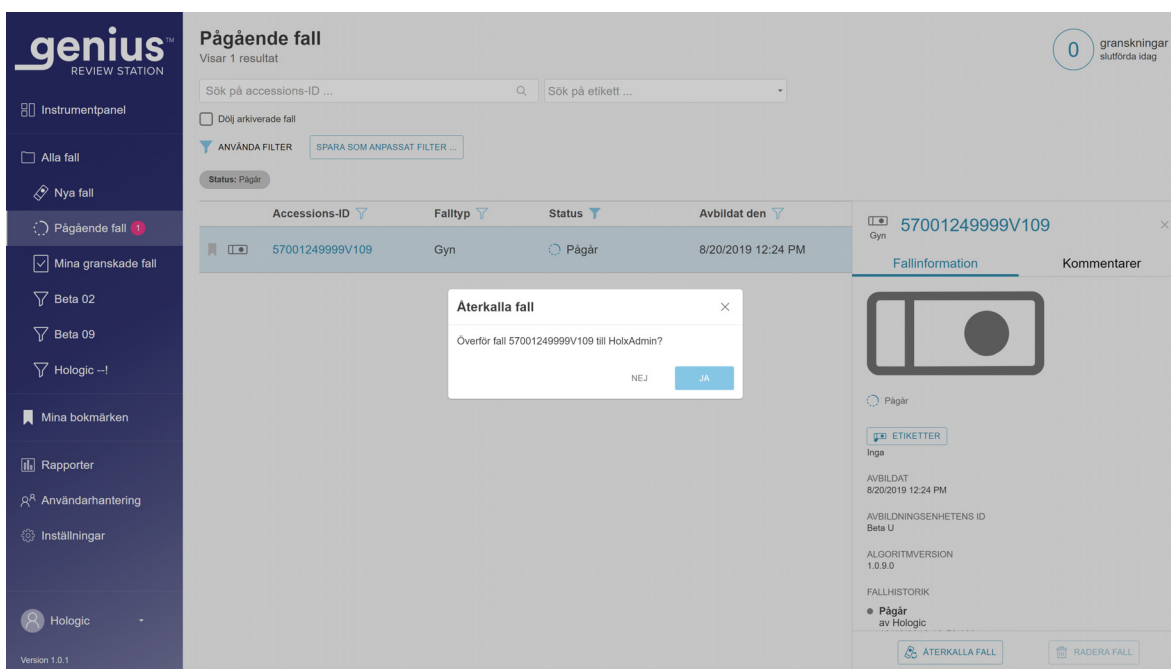 genius™
REVIEW STATION
Instrumentpanel
Alla fall
Nya fall
Pågående fall 1
Mina granskade fall
Beta 02
Beta 09
Hologic --!
Mina bokmärken
Rapporter
Användarhantering
Inställningar
Hologic
Version 1.0.1
Pågående fall
Visar 1 resultat
0 granskningar
slutförda idag
Sök på accessions-ID ...
Sök på etikett ...
Dölj arkiverade fall
ANVÄNDA FILTER
SPARA SOM ANPASSAT FILTER ...
Status: Pågår
Accessions-ID Falltyp Status Avbildat den
57001249999V109 Gyn Pågår 8/20/2019 12:24 PM
Återkalla fall
Överför fall 57001249999V109 till HolxAdmin?
NEJ JA
57001249999V109
Gyn
Fallinformation Kommentarer
Pågår
ETIKETTER
Inga
AVBILDAT
8/20/2019 12:24 PM
AVBILDNINGSENHETENS ID
Beta U
ALGORITMVERSION
1.0.9.0
FALLHISTORIK
Pågår
av Hologic
ÅTERKALLA FALL RADERA FALL